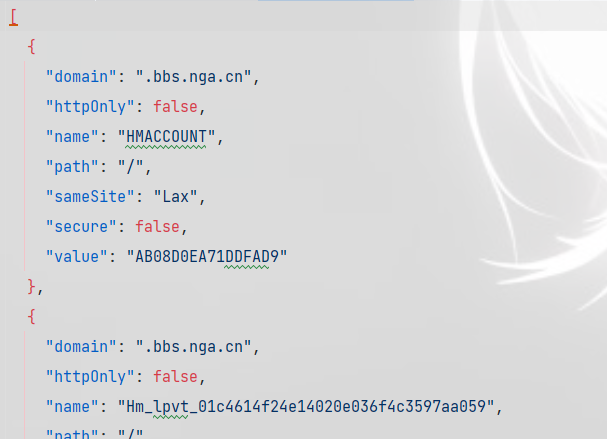 [
{
"domain": ".bbs.nga.cn",
"httpOnly": false,
"name": "HMACCOUNT",
"path": "/",
"sameSite": "Lax",
"secure": false,
"value": "AB08D0EA71DDFAD9"
},
{
"domain": ".bbs.nga.cn",
"httpOnly": false,
"name": "Hm_lpvt_01c4614f24e14020e036f4c3597aa059",
"path": "/"